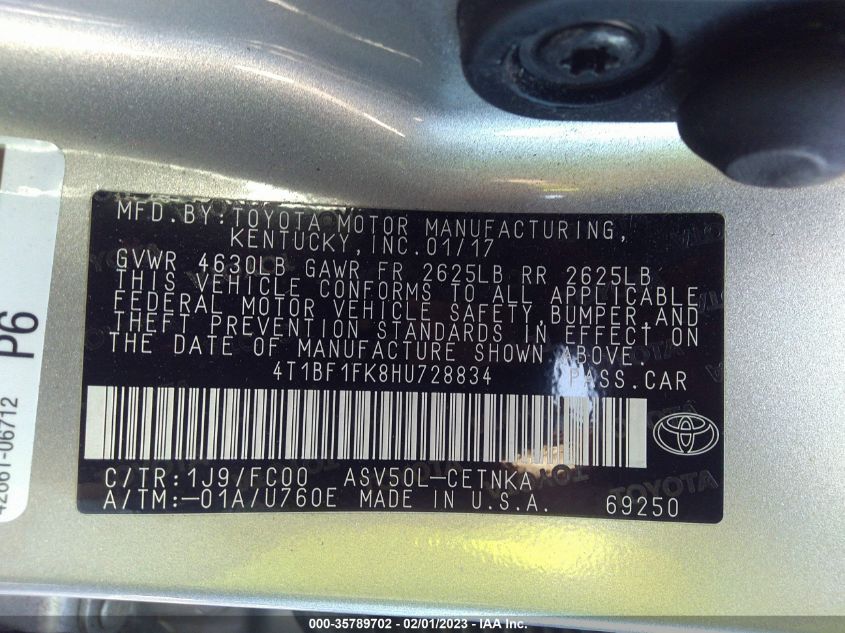 MFD.BY:TOYOTA MOTOR MANUFACTURING,
KENTUCKY,INC.01/17
GVWR 4630LB GAWR FR 2625LB RR 2625LB
THIS VEHICLE CONFORMS TO ALL APPLICABLE
FEDERAL MOTOR VEHICLE SAFETY,BUMPER AND
THEFT PREVENTION STANDARDS IN EFFECT ON
THE DATE OF MANUFACTURE SHOWN ABOVE.
4T1BF1FK8HU728834 PASS.CAR
C/TR:1J9/FC00 ASV50L-CETNKA
A/TM:-01A/U760E MADE IN U.S.A. 69250
TOYOTA
P6
42661-06712
000-35789702 - 02/01/2023 - IAA Inc.